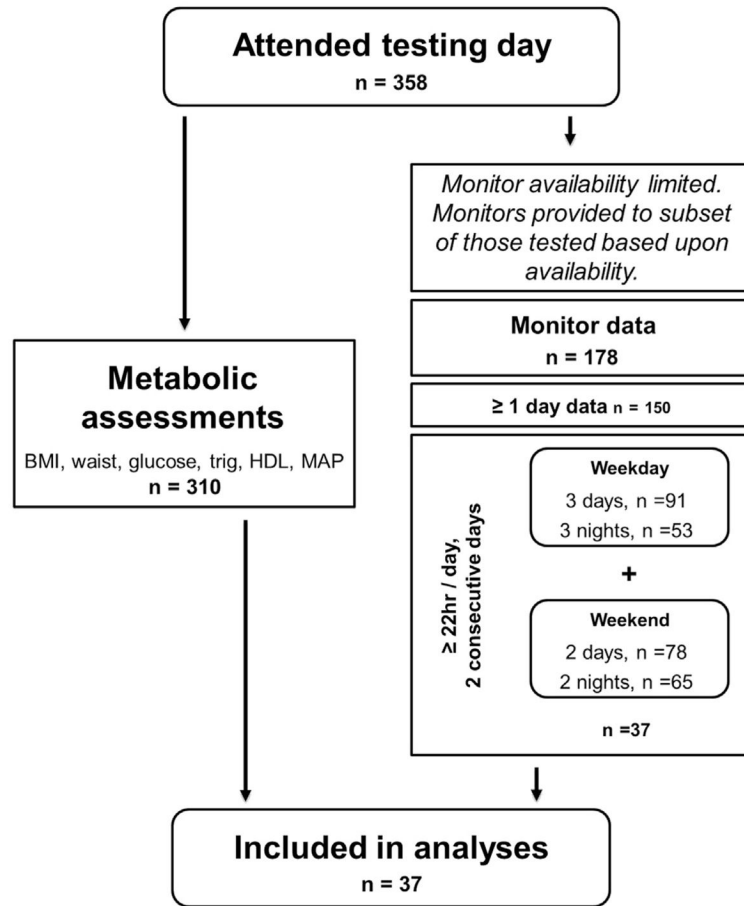 Attended testing day
n = 358
Monitor availability limited.
Monitors provided to subset
of those tested based upon
availability.
Monitor data
n = 178
≥ 1 day data n = 150
Metabolic
assessments
BMI, waist, glucose, trig, HDL, MAP
n = 310
≥ 22hr / day,
2 consecutive days
Weekday
3 days, n =91
3 nights, n =53
+
Weekend
2 days, n =78
2 nights, n =65
n =37
Included in analyses
n = 37